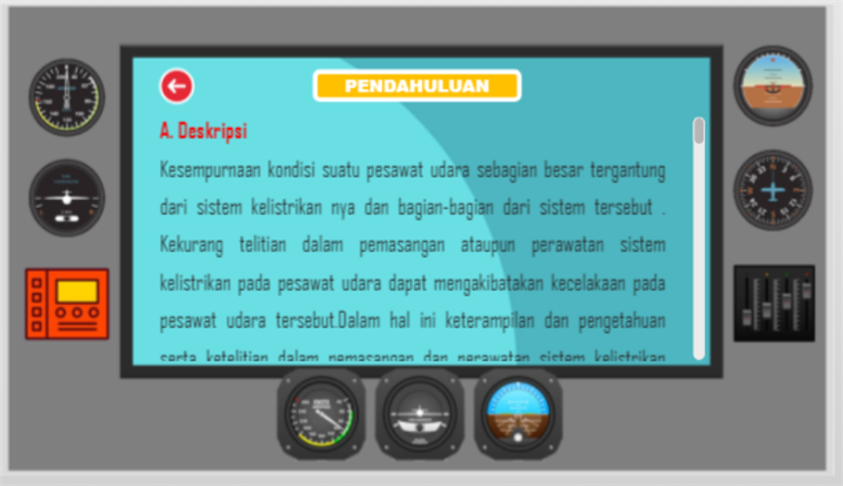 PENDAHULUAN
A. Deskripsi
Kesempurnaan kondisi suatu pesawat udara sebagian besar tergantung
dari sistem kelistrikan nya dan bagian-bagian dari sistem tersebut .
Kekurang telitian dalam pemasangan ataupun perawatan sistem
kelistrikan pada pesawat udara dapat mengakibatakan kecelakaan pada
pesawat udara tersebut.Dalam hal ini keterampilan dan pengetahuan
serta ketelitian dalam pemasangan dan perawatan sistem kelistrikan